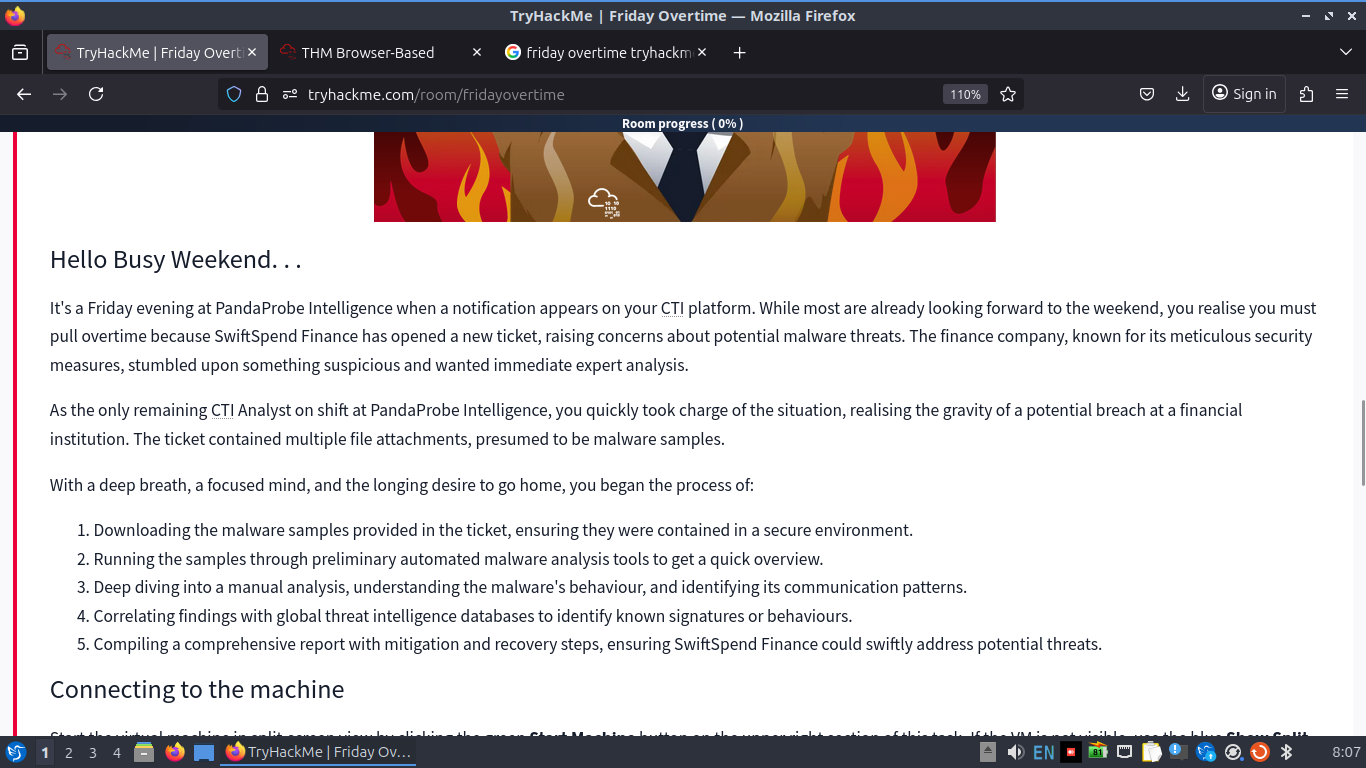 TryHackMe | Friday Overtime — Mozilla Firefox
TryHackMe | Friday Overt
THM Browser-Based
friday overtime tryhackm
tryhackme.com/room/fridayovertime
110%
Sign in
Room progress ( 0% )
Hello Busy Weekend. . .
It's a Friday evening at PandaProbe Intelligence when a notification appears on your CTI platform. While most are already looking forward to the weekend, you realise you must
pull overtime because SwiftSpend Finance has opened a new ticket, raising concerns about potential malware threats. The finance company, known for its meticulous security
measures, stumbled upon something suspicious and wanted immediate expert analysis.
As the only remaining CTI Analyst on shift at PandaProbe Intelligence, you quickly took charge of the situation, realising the gravity of a potential breach at a financial
institution. The ticket contained multiple file attachments, presumed to be malware samples.
With a deep breath, a focused mind, and the longing desire to go home, you began the process of:
1. Downloading the malware samples provided in the ticket, ensuring they were contained in a secure environment.
2. Running the samples through preliminary automated malware analysis tools to get a quick overview.
3. Deep diving into a manual analysis, understanding the malware's behaviour, and identifying its communication patterns.
4. Correlating findings with global threat intelligence databases to identify known signatures or behaviours.
5. Compiling a comprehensive report with mitigation and recovery steps, ensuring SwiftSpend Finance could swiftly address potential threats.
Connecting to the machine
1 2 3 4 TryHackMe | Friday Ov... EN 81 8:07